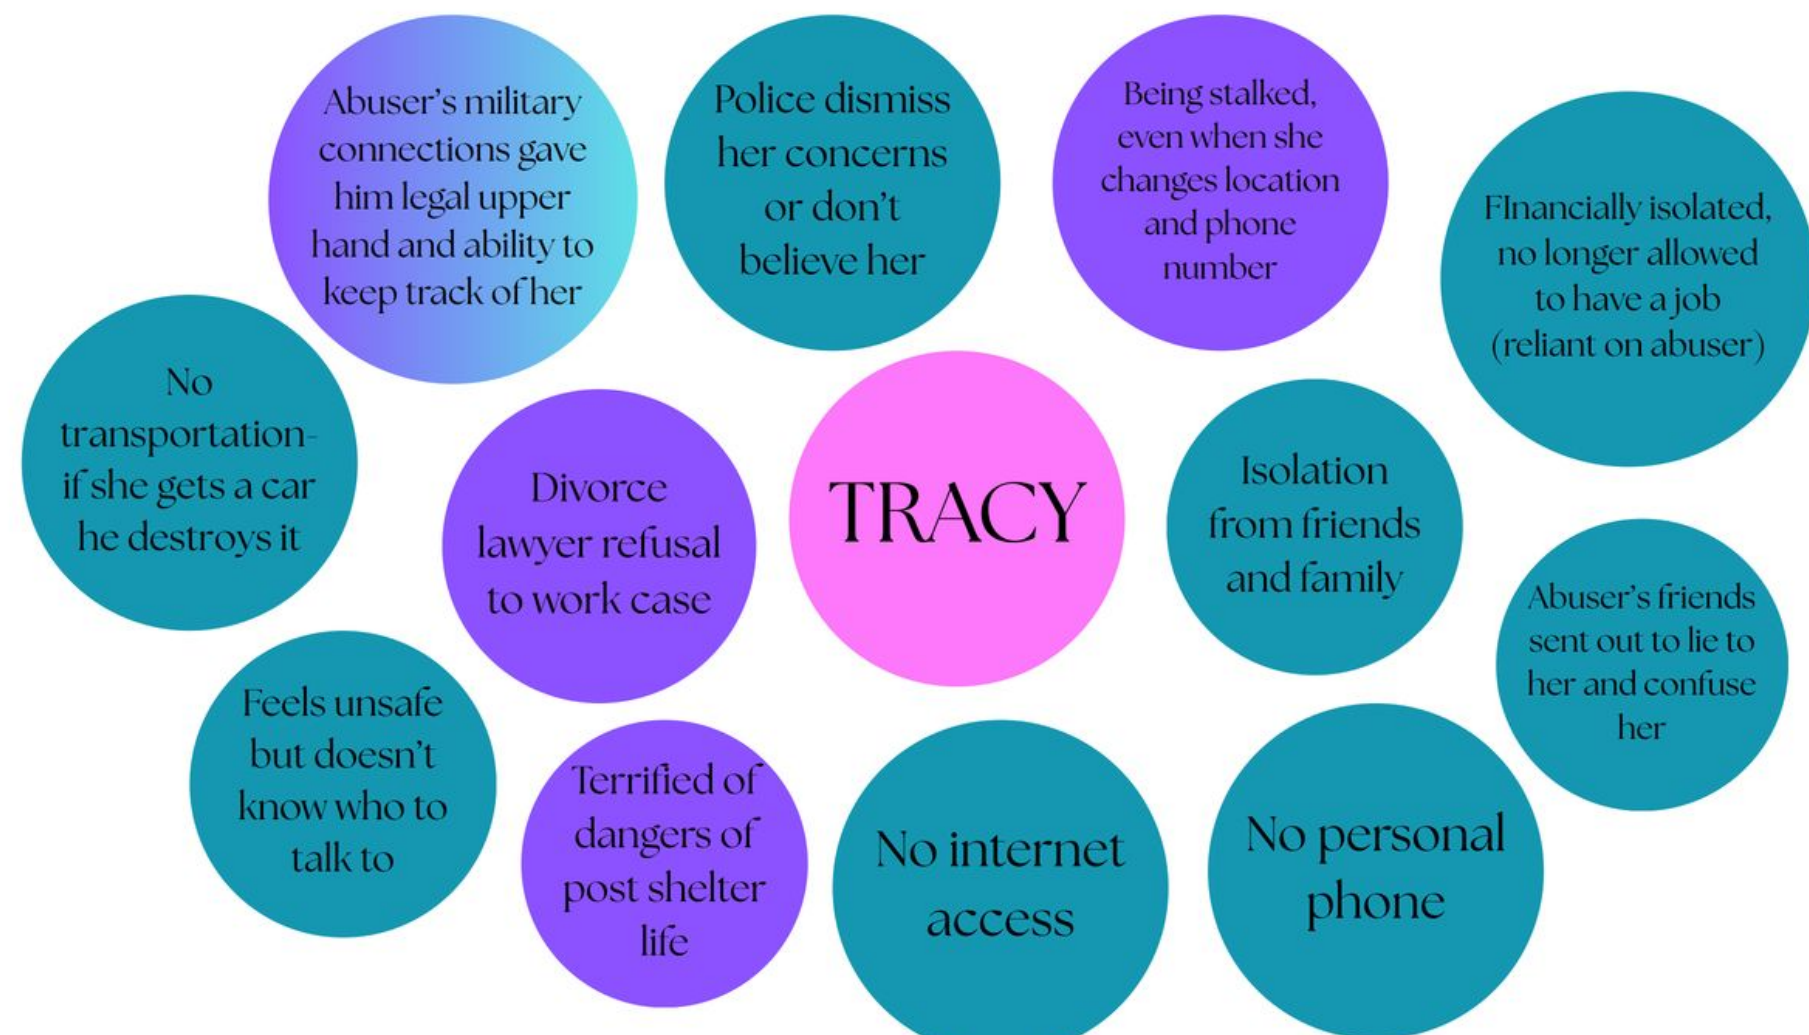 Abuser's military
connections gave
him legal upper
hand and ability to
keep track of her
Police dismiss
her concerns
or don't
believe her
Being stalked,
even when she
changes location
and phone
number
FInancially isolated,
no longer allowed
to have a job
(reliant on abuser)
No
transportation-
if she gets a car
he destroys it
Divorce
lawyer refusal
to work case
TRACY
Isolation
from friends
and family
Abuser's friends
sent out to lie to
her and confuse
her
Feels unsafe
but doesn't
know who to
talk to
Terrified of
dangers of
post shelter
life
No internet
access
No personal
phone